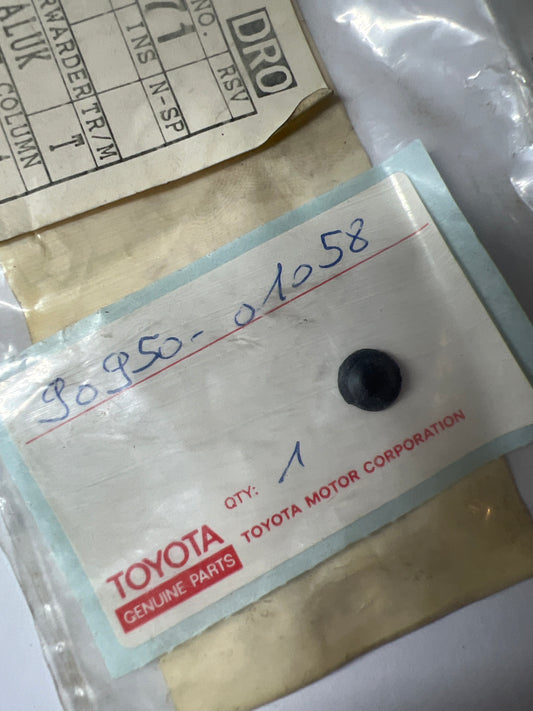 DRO
NO. RSV
71
INS N-SP
FORWARDER TR/M
ALUK T
COLUMN
90950-01058
QTY: 1
TOYOTA
GENUINE PARTS
TOYOTA MOTOR CORPORATION